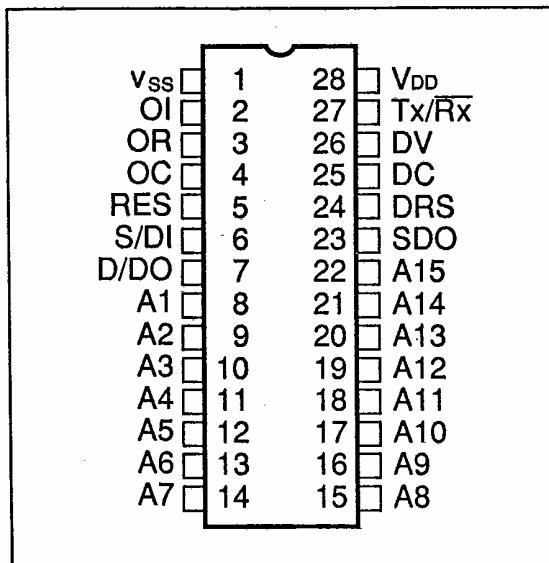 VSS 1 28 VDD
OI 2 27 Tx/R̅x̅
OR 3 26 DV
OC 4 25 DC
RES 5 24 DRS
S/DI 6 23 SDO
D/DO 7 22 A15
A1 8 21 A14
A2 9 20 A13
A3 10 19 A12
A4 11 18 A11
A5 12 17 A10
A6 13 16 A9
A7 14 15 A8